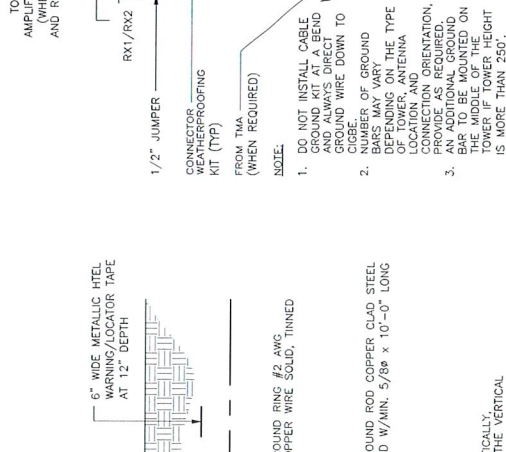 6" WIDE METALLIC HTEL
WARNING/LOCATOR TAPE
AT 12" DEPTH
OUND RING #2 AWG
OPPER WIRE SOLID, TINNED
OUND ROD COPPER CLAD STEEL
D W/MIN. 5/8ø x 10'-0" LONG
TICALLY,
THE VERTICAL
TO
AMPLIF
(WH
AND R
RX1/RX2
1/2" JUMPER
CONNECTOR
WEATHERPROOFING
KIT (TYP)
FROM TMA
(WHEN REQUIRED)
NOTE:
1. DO NOT INSTALL CABLE
GROUND KIT AT A BEND
AND ALWAYS DIRECT
GROUND WIRE DOWN TO
CIGBE.
2. NUMBER OF GROUND
BARS MAY VARY
DEPENDING ON THE TYPE
OF TOWER, ANTENNA
LOCATION AND
CONNECTION ORIENTATION,
PROVIDE AS REQUIRED.
3. AN ADDITIONAL GROUND
BAR TO BE MOUNTED ON
THE MIDDLE OF THE
TOWER IF TOWER HEIGHT
IS MORE THAN 250'.